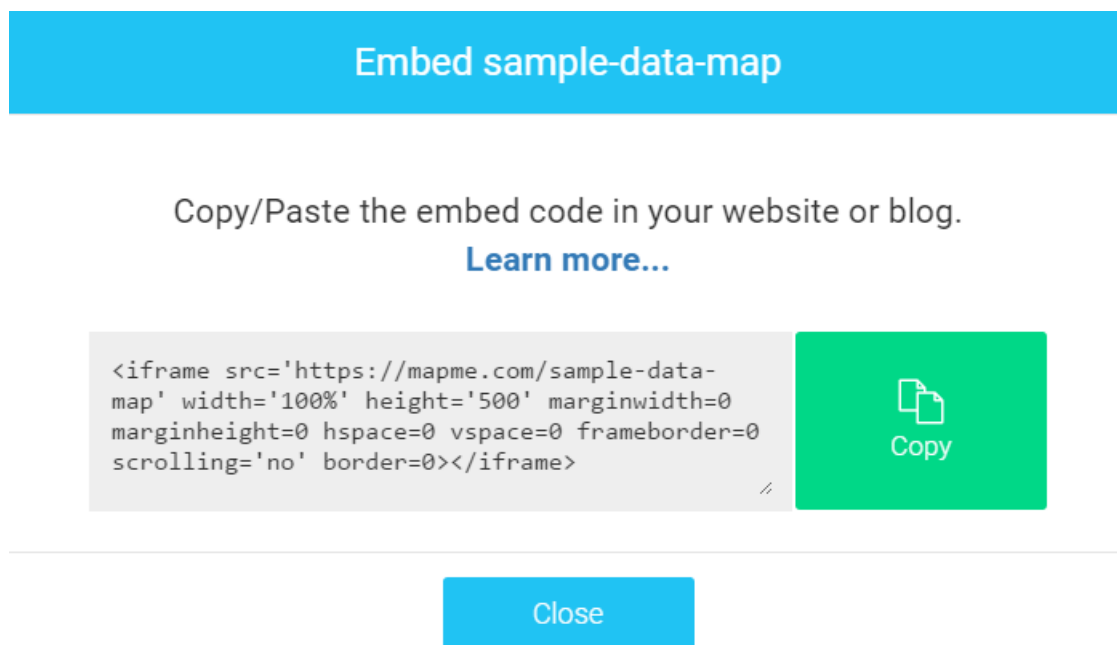 Embed sample-data-map
Copy/Paste the embed code in your website or blog.
Learn more...
<iframe src='https://mapme.com/sample-data-
map' width='100%' height='500' marginwidth=0
marginheight=0 hspace=0 vspace=0 frameborder=0
scrolling='no' border=0></iframe>
Copy
Close